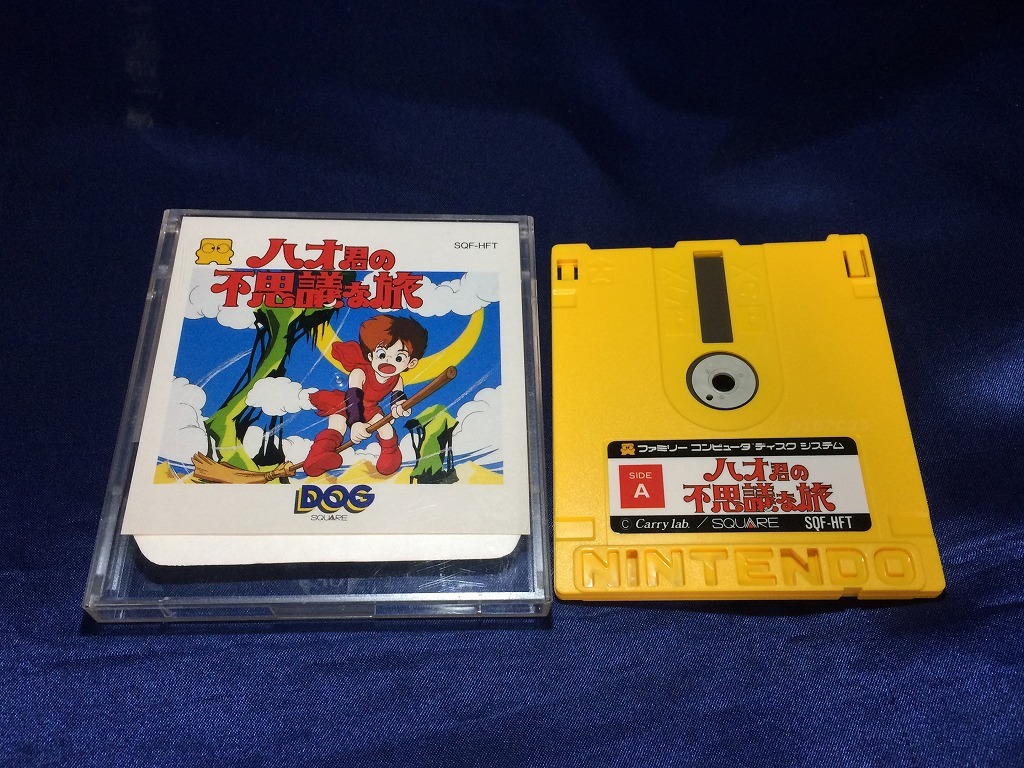 ハオ君の
不思議な旅
SQF-HFT
DOG
SQUARE
ファミリー コンピュータ ディスク システム
SIDE
A
ハオ君の
不思議な旅
© Carry lab. / SQUARE SQF-HFT
NINTENDO